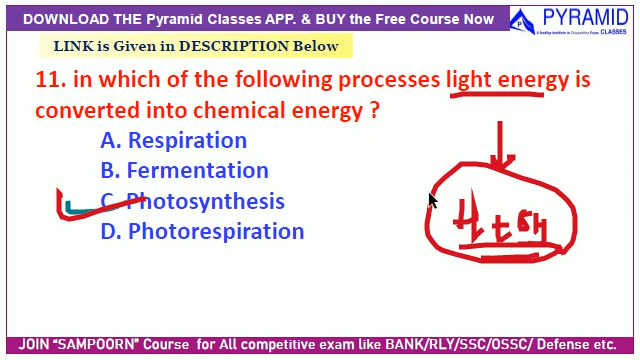 DOWNLOAD THE Pyramid Classes APP. & BUY the Free Course Now
PYRAMID
CLASSES
LINK is Given in DESCRIPTION Below
11. in which of the following processes light energy is
converted into chemical energy ?
A. Respiration
B. Fermentation
C. Photosynthesis
D. Photorespiration
JOIN “SAMPOORN” Course for All competitive exam like BANK/RLY/SSC/OSSC/ Defense etc.